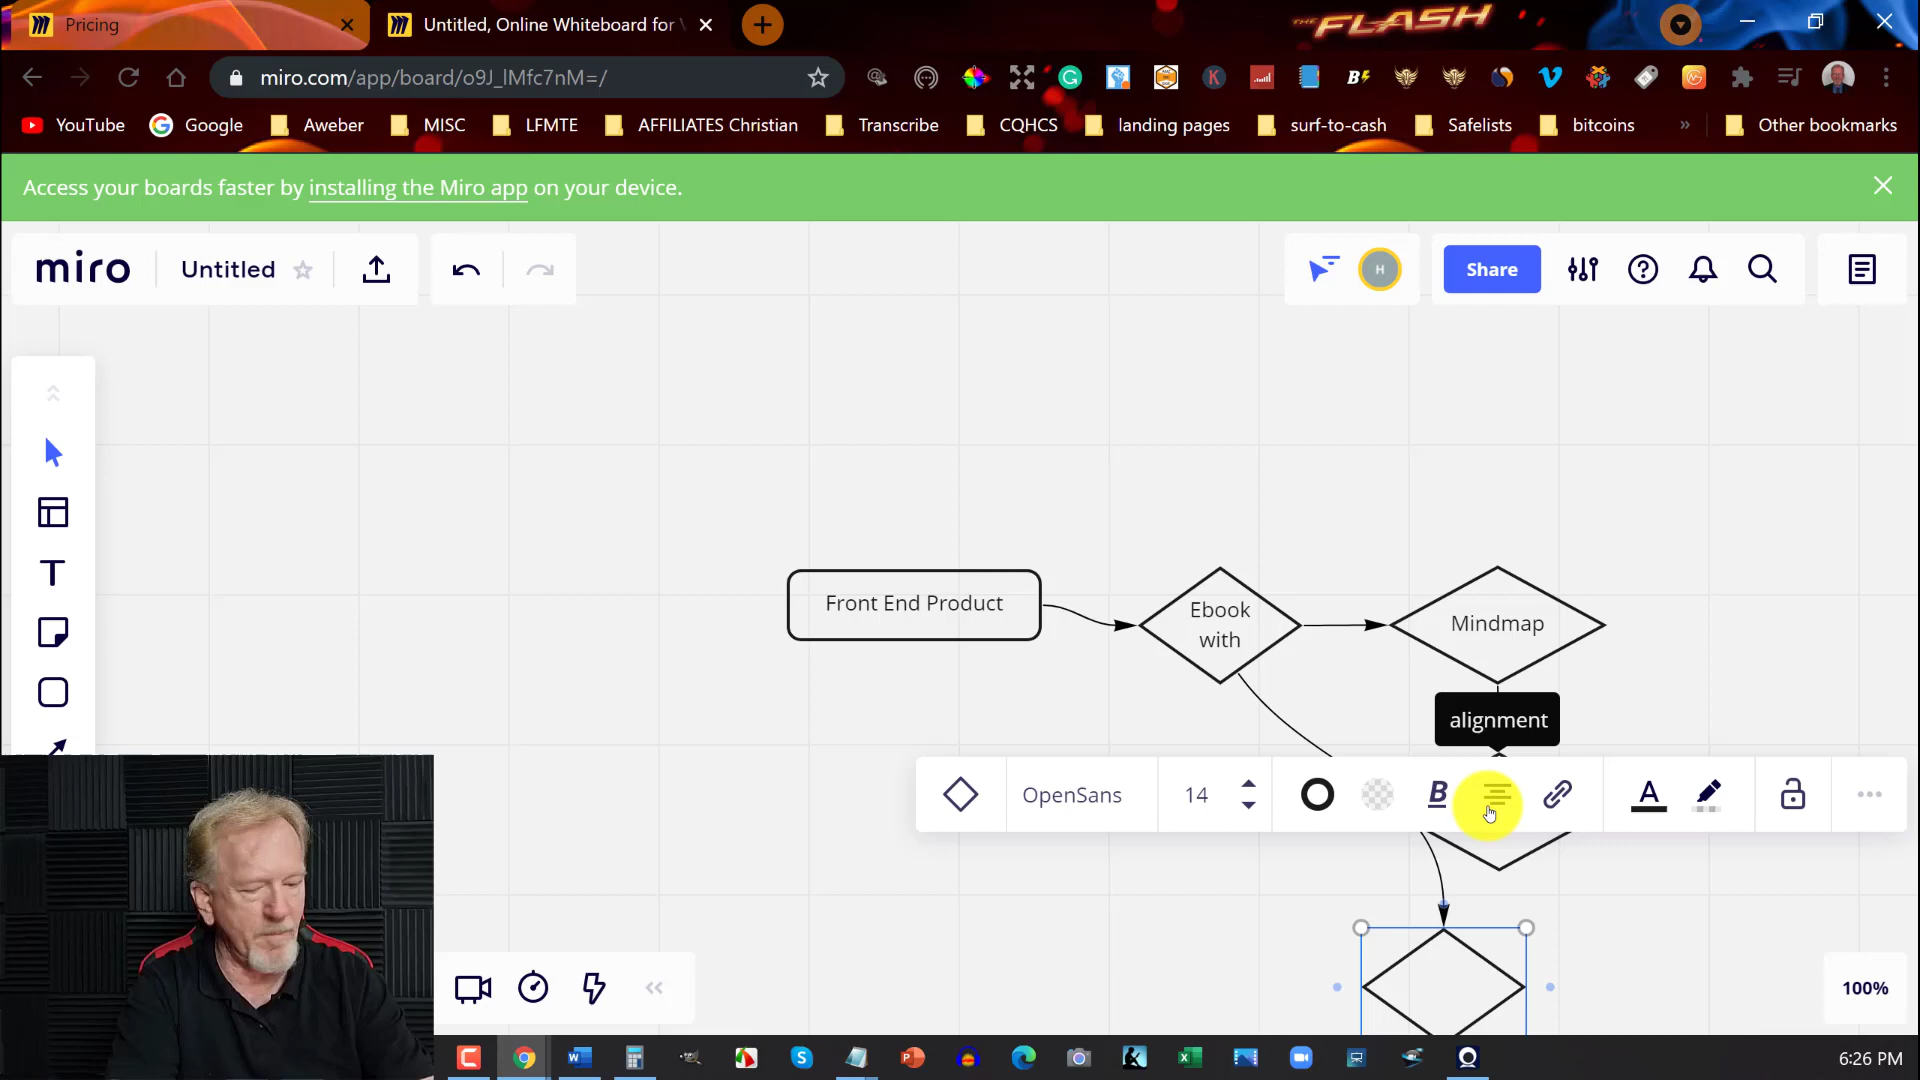 Pricing
Untitled, Online Whiteboard for
THE FLASH
miro.com/app/board/o9J_lMfc7nM=/
YouTube
Google
Aweber
MISC
LFMTE
AFFILIATES Christian
Transcribe
CQHCS
landing pages
surf-to-cash
Safelists
bitcoins
»
Other bookmarks
Access your boards faster by installing the Miro app on your device.
miro
Untitled
H
Share
Front End Product
Ebook
with
Mindmap
alignment
OpenSans
14
B
A
100%
6:26 PM